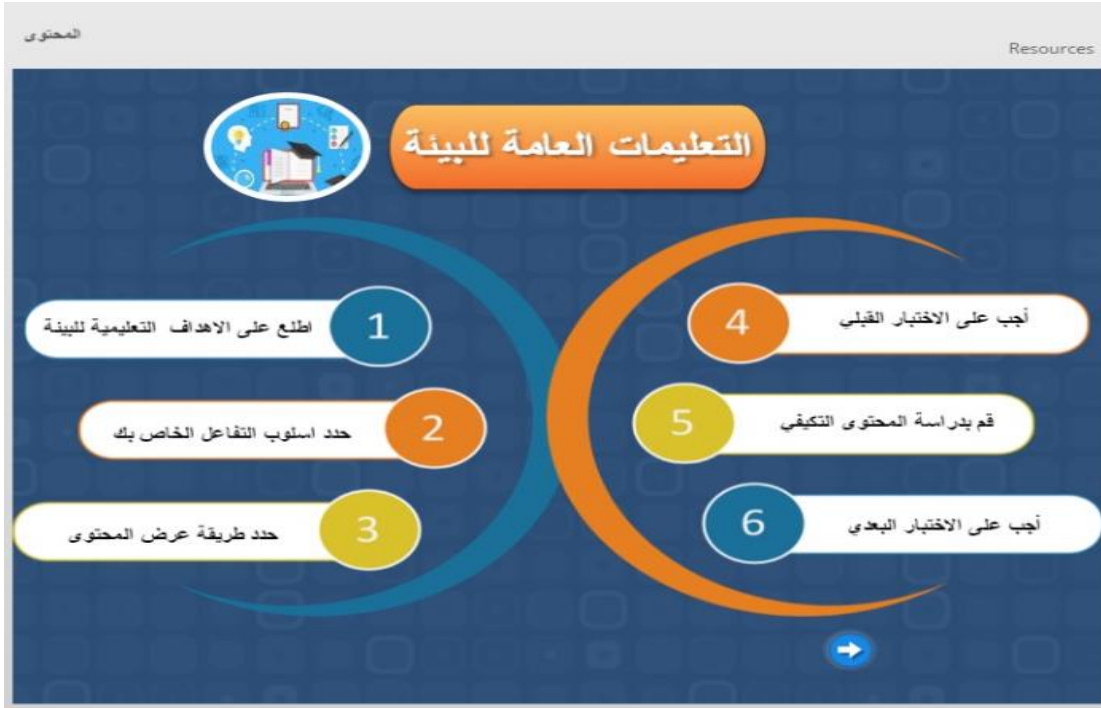 المحتوى
Resources
التعليمات العامة للبيئة
1
اطلع على الاهداف التعليمية للبيئة
2
حدد اسلوب التفاعل الخاص بك
3
حدد طريقة عرض المحتوى
4
أجب على الاختبار القبلي
5
قم بدراسة المحتوى التكيفي
6
أجب على الاختبار البعدي